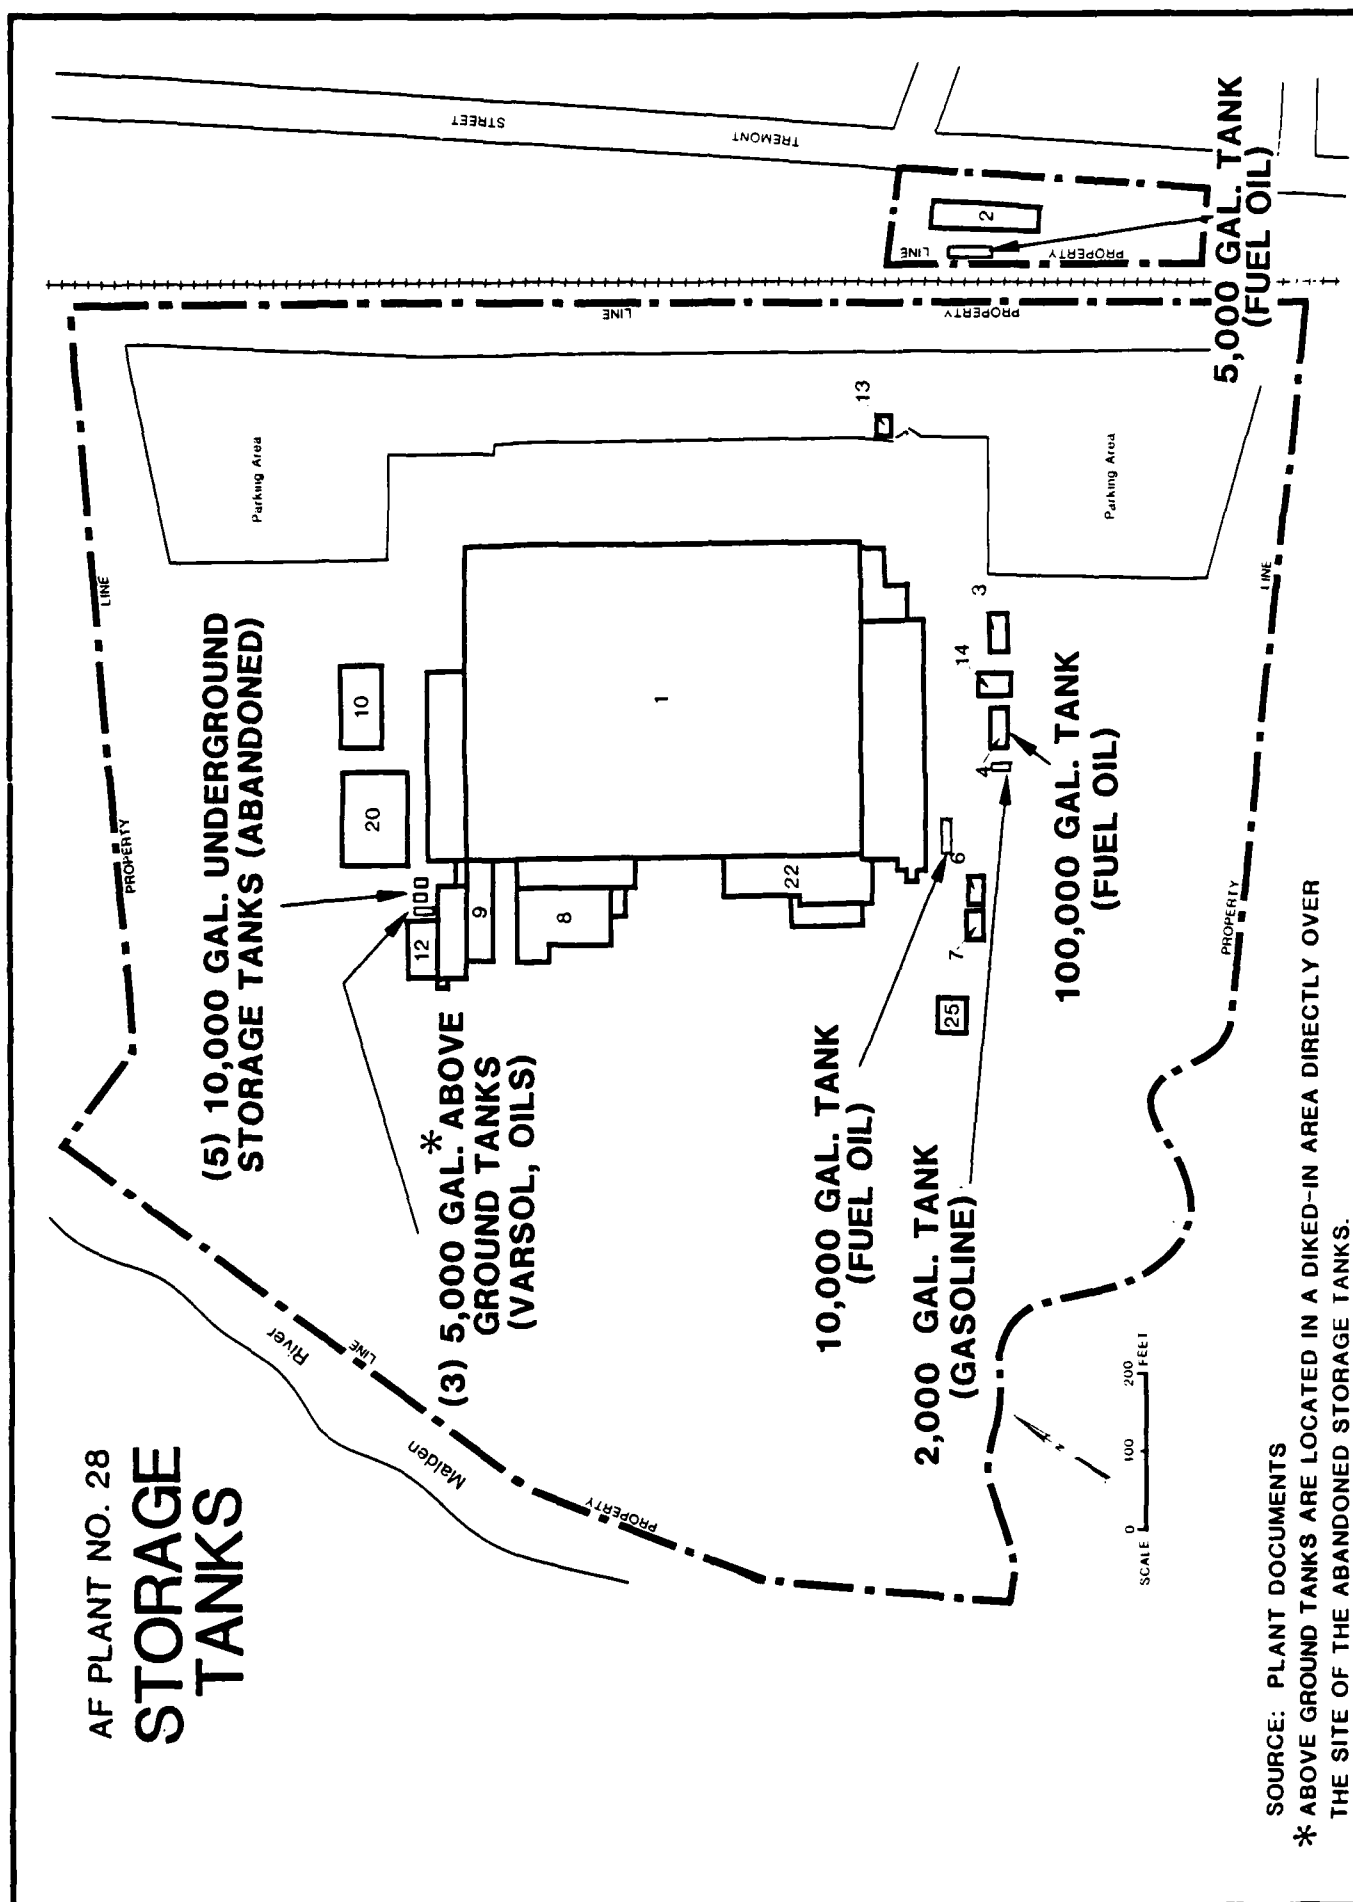 AF PLANT NO. 28
STORAGE
TANKS
(5) 10,000 GAL. UNDERGROUND
STORAGE TANKS (ABANDONED)
(3) 5,000 GAL.* ABOVE
GROUND TANKS
(VARSOL, OILS)
10,000 GAL. TANK
(FUEL OIL)
2,000 GAL. TANK
(GASOLINE)
100,000 GAL. TANK
(FUEL OIL)
5,000 GAL. TANK
(FUEL OIL)
Malden
River
PROPERTY
LINE
PROPERTY
LINE
PROPERTY
LINE
PROPERTY
LINE
PROPERTY
LINE
TREMONT
STREET
Parking Area
Parking Area
1
2
3
4
6
7
8
9
10
12
13
14
20
22
25
N
SCALE 0 100 200 FEET
SOURCE: PLANT DOCUMENTS
* ABOVE GROUND TANKS ARE LOCATED IN A DIKED-IN AREA DIRECTLY OVER
THE SITE OF THE ABANDONED STORAGE TANKS.